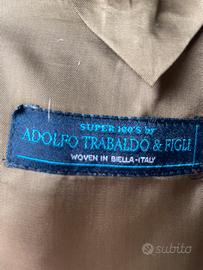 SUPER 100'S by
ADOLFO TRABALDO & FIGLI
WOVEN IN BIELLA-ITALY
subito